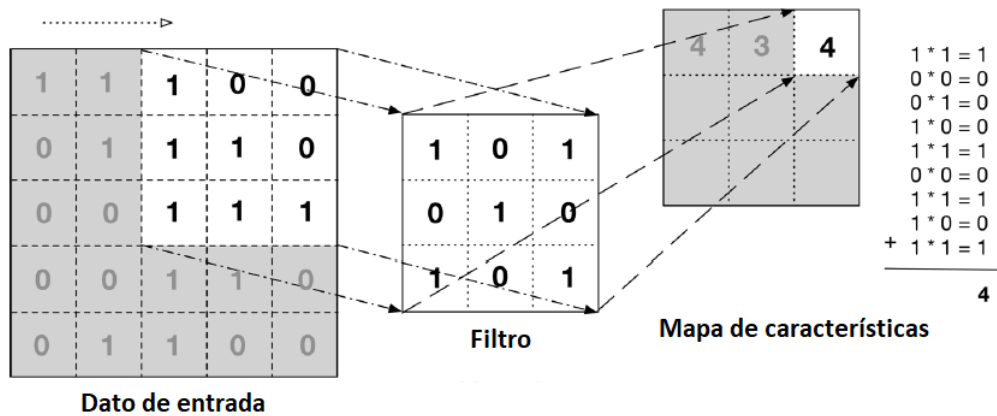 1 1 1 0 0
0 1 1 1 0
0 0 1 1 1
0 0 1 1 0
0 1 1 0 0
Dato de entrada
1 0 1
0 1 0
1 0 1
Filtro
4 3 4
Mapa de característísticas
1 * 1 = 1
0 * 0 = 0
0 * 1 = 0
1 * 0 = 0
1 * 1 = 1
0 * 0 = 0
1 * 1 = 1
1 * 0 = 0
+ 1 * 1 = 1
4